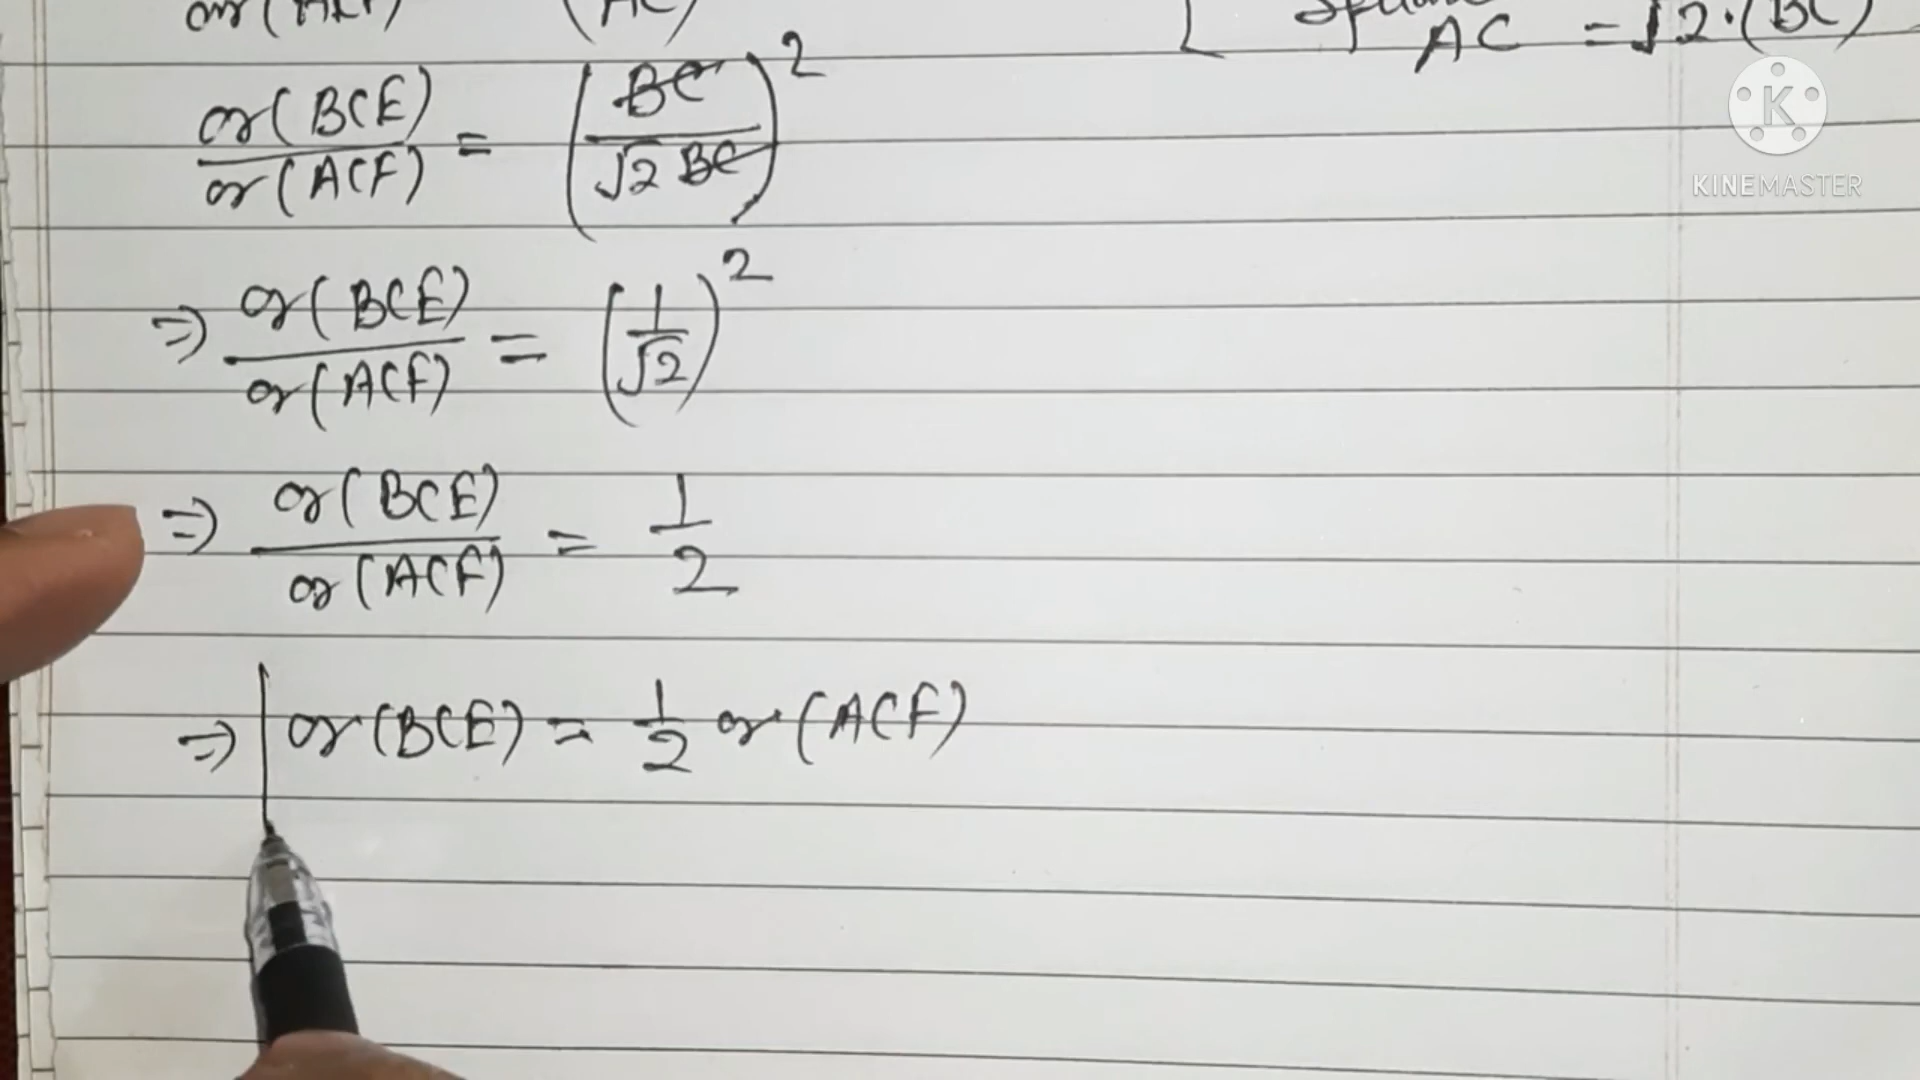 AC = √2·(BC)
ar(BCE)/ar(ACF) = (BC/√2 BC)²
⇒ ar(BCE)/ar(ACF) = (1/√2)²
⇒ ar(BCE)/ar(ACF) = 1/2
⇒ ar(BCE) = 1/2 ar(ACF)
K
KINEMASTER